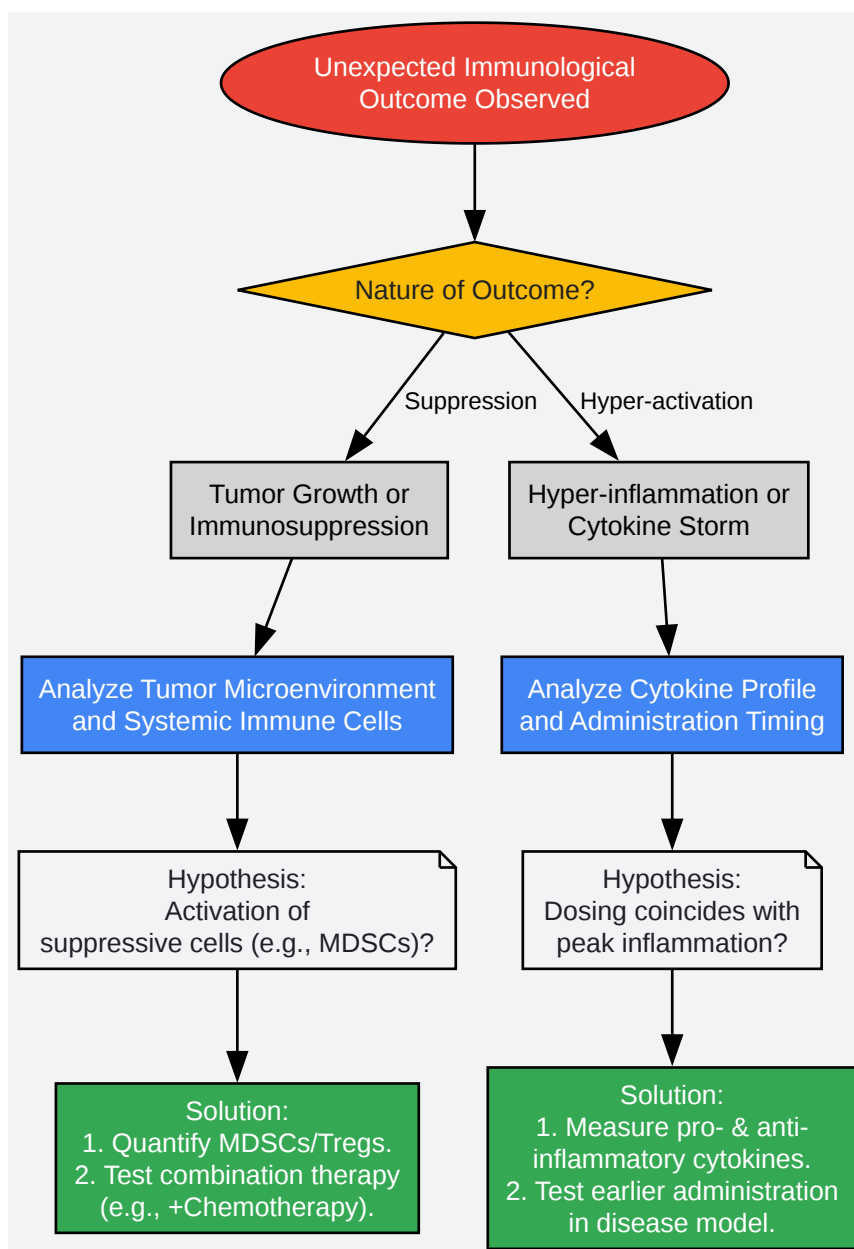 Unexpected Immunological
Outcome Observed
Nature of Outcome?
Suppression
Hyper-activation
Tumor Growth or
Immunosuppression
Hyper-inflammation or
Cytokine Storm
Analyze Tumor Microenvironment
and Systemic Immune Cells
Analyze Cytokine Profile
and Administration Timing
Hypothesis:
Activation of
suppressive cells (e.g., MDSCs)?
Hypothesis:
Dosing coincides with
peak inflammation?
Solution:
1. Quantify MDSCs/Tregs.
2. Test combination therapy
(e.g., +Chemotherapy).
Solution:
1. Measure pro- & anti-
inflammatory cytokines.
2. Test earlier administration
in disease model.